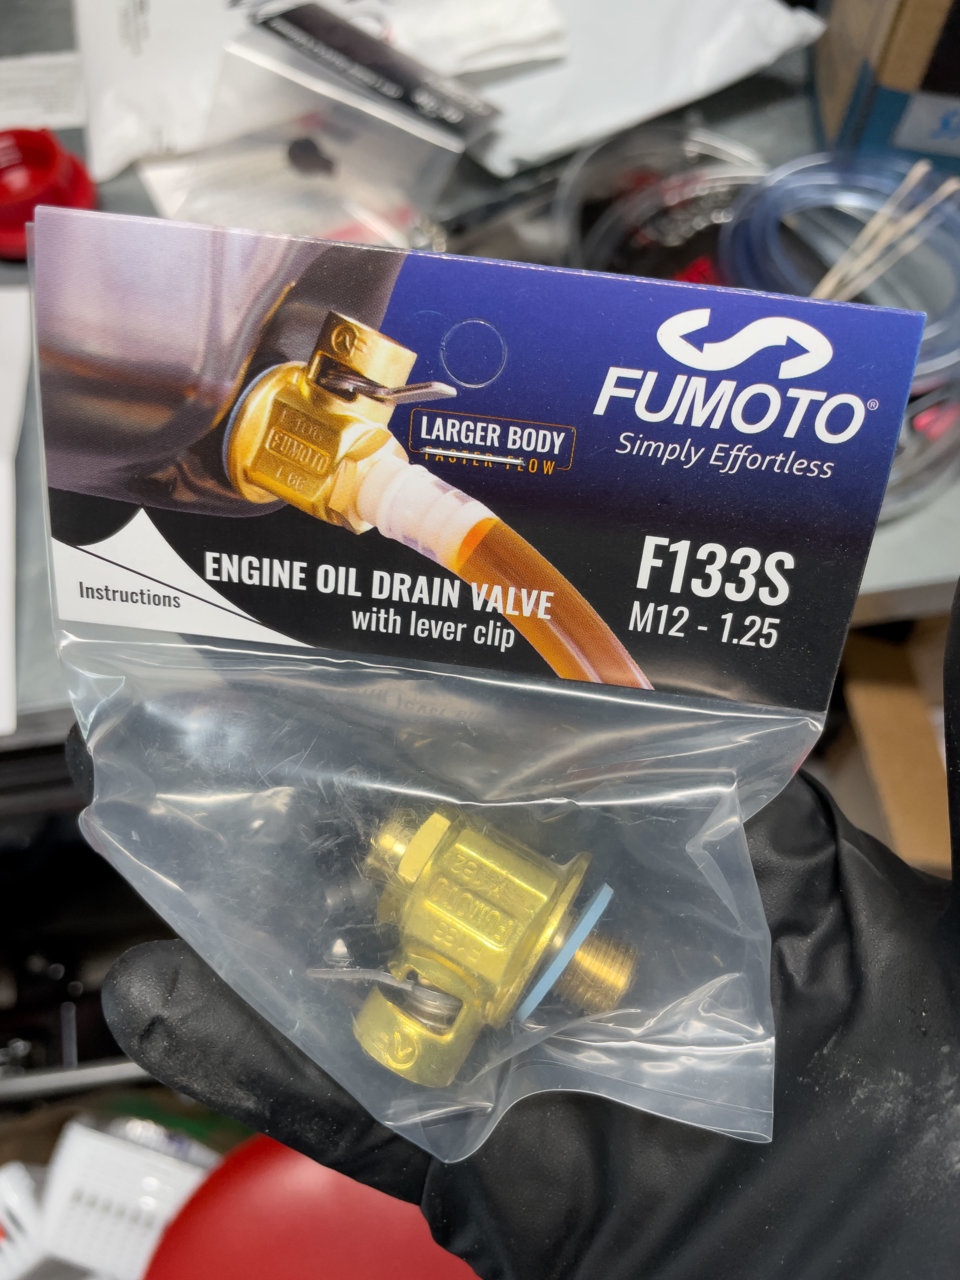 FUMOTO®
Simply Effortless
LARGER BODY
FASTER FLOW
FUMOTO
F133S
M12 - 1.25
ENGINE OIL DRAIN VALVE
with lever clip
Instructions
FUMOTO